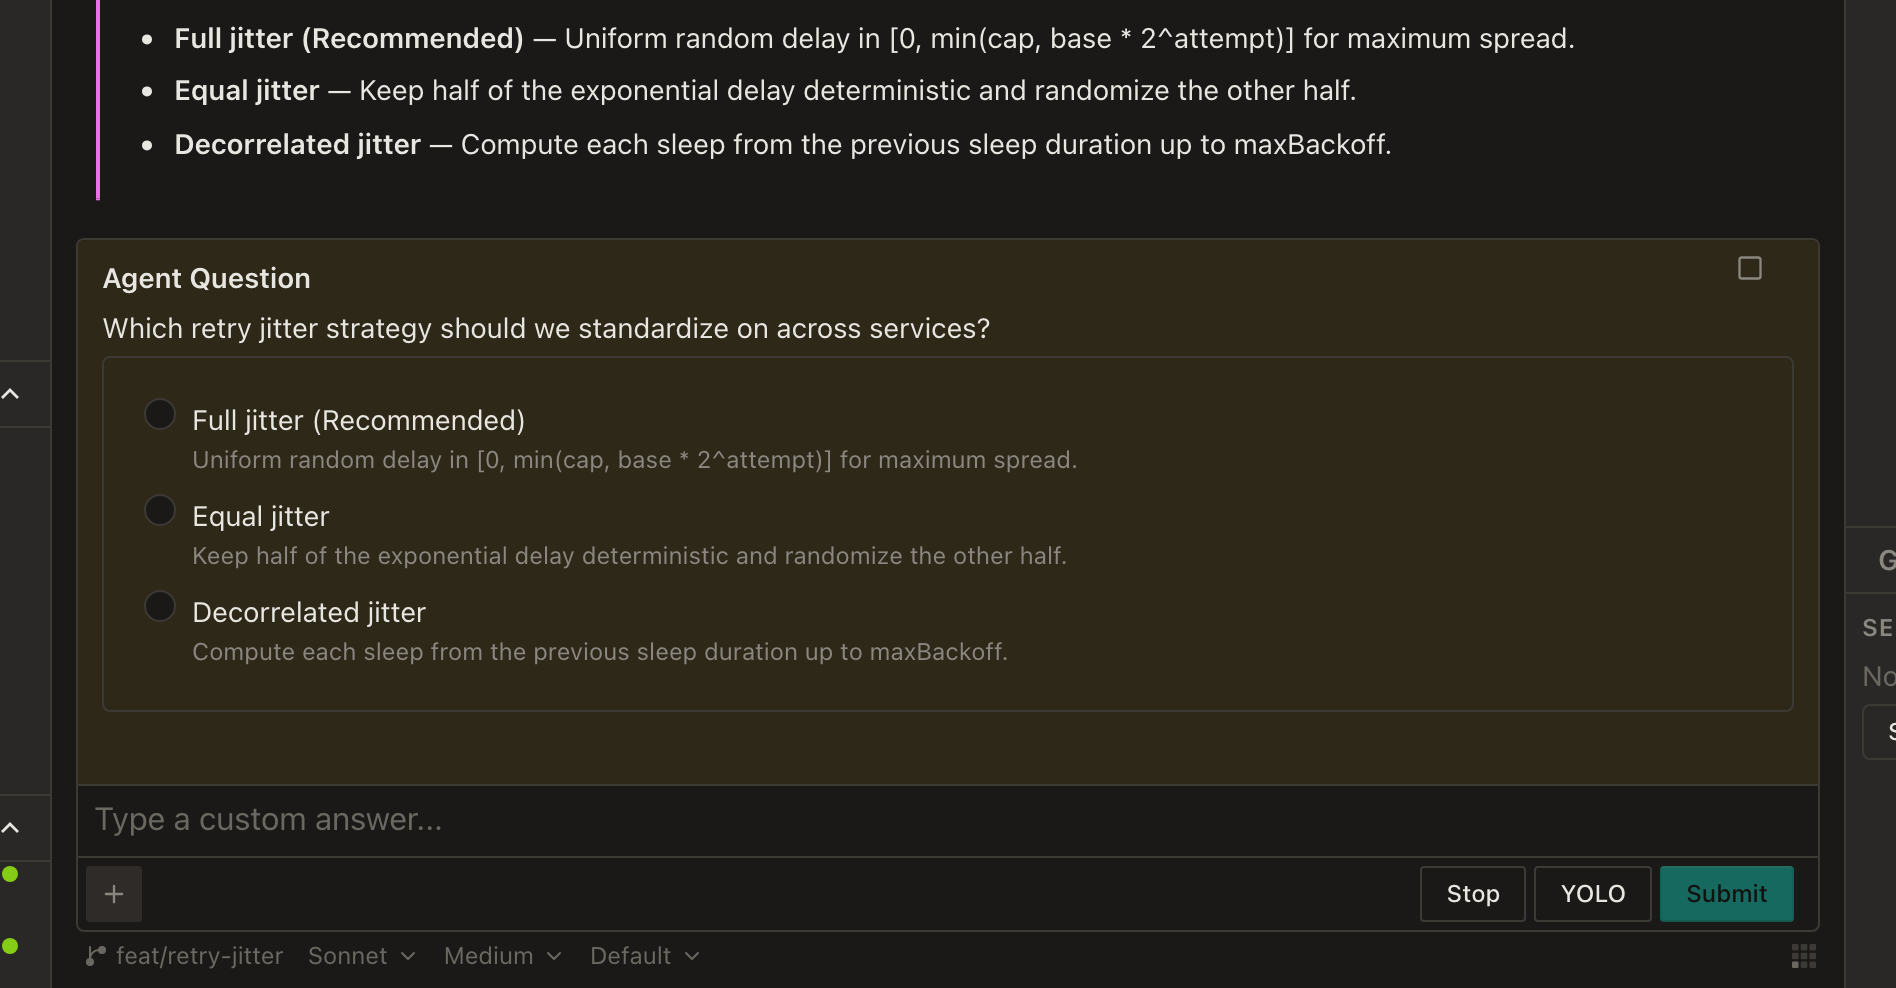 Full jitter (Recommended) — Uniform random delay in [0, min(cap, base * 2^attempt)] for maximum spread.
Equal jitter — Keep half of the exponential delay deterministic and randomize the other half.
Decorrelated jitter — Compute each sleep from the previous sleep duration up to maxBackoff.
Agent Question
Which retry jitter strategy should we standardize on across services?
Full jitter (Recommended)
Uniform random delay in [0, min(cap, base * 2^attempt)] for maximum spread.
Equal jitter
Keep half of the exponential delay deterministic and randomize the other half.
Decorrelated jitter
Compute each sleep from the previous sleep duration up to maxBackoff.
Type a custom answer...
Stop YOLO Submit
feat/retry-jitter Sonnet Medium Default